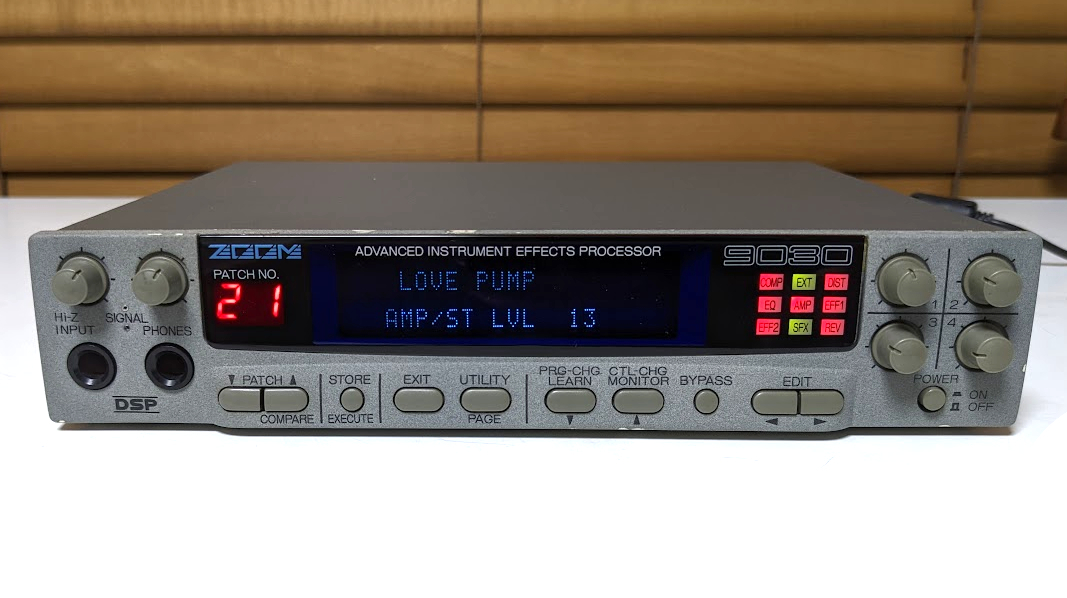 ZOOM
ADVANCED INSTRUMENT EFFECTS PROCESSOR
9030
PATCH NO.
21
LOVE PUMP
AMP/ST LVL 13
COMP EXT DIST
EQ AMP EFF1
EFF2 SFX REV
HI-Z INPUT
SIGNAL
PHONES
1 2
3 4
DSP
▼ PATCH ▲
COMPARE
STORE
EXECUTE
EXIT
UTILITY
PAGE
PRG-CHG LEARN
▼
CTL-CHG MONITOR
▲
BYPASS
EDIT
◀ ▶
POWER
ON
OFF